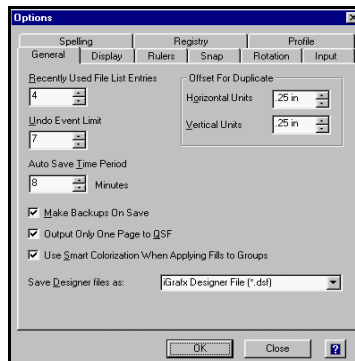 Options
Spelling Registry Profile
General Display Rulers Snap Rotation Input
Recently Used File List Entries
4
Offset For Duplicate
Horizontal Units .25 in
Vertical Units .25 in
Undo Event Limit
7
Auto Save Time Period
8 Minutes
Make Backups On Save
Output Only One Page to QSF
Use Smart Colorization When Applying Fills to Groups
Save Designer files as: iGrafx Designer File (*.dsf)
OK Close ?